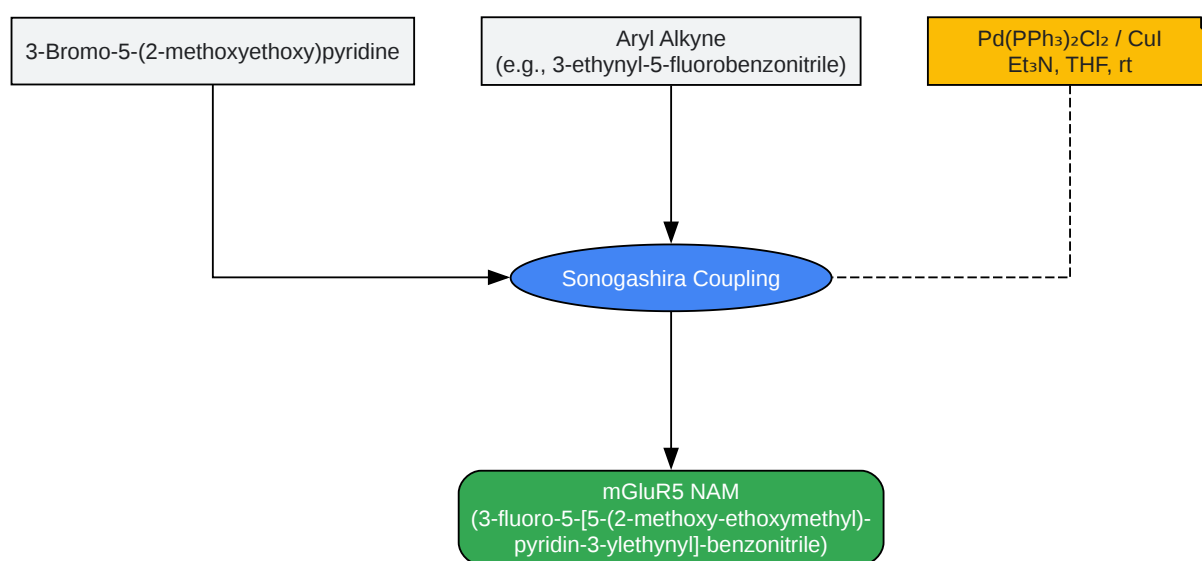 3-Bromo-5-(2-methoxyethoxy)pyridine
Aryl Alkyne
(e.g., 3-ethynyl-5-fluorobenzonitrile)
Pd(PPh₃)₂Cl₂ / CuI
Et₃N, THF, rt
Sonogashira Coupling
mGluR5 NAM
(3-fluoro-5-[5-(2-methoxy-ethoxymethyl)-
pyridin-3-ylethynyl]-benzonitrile)